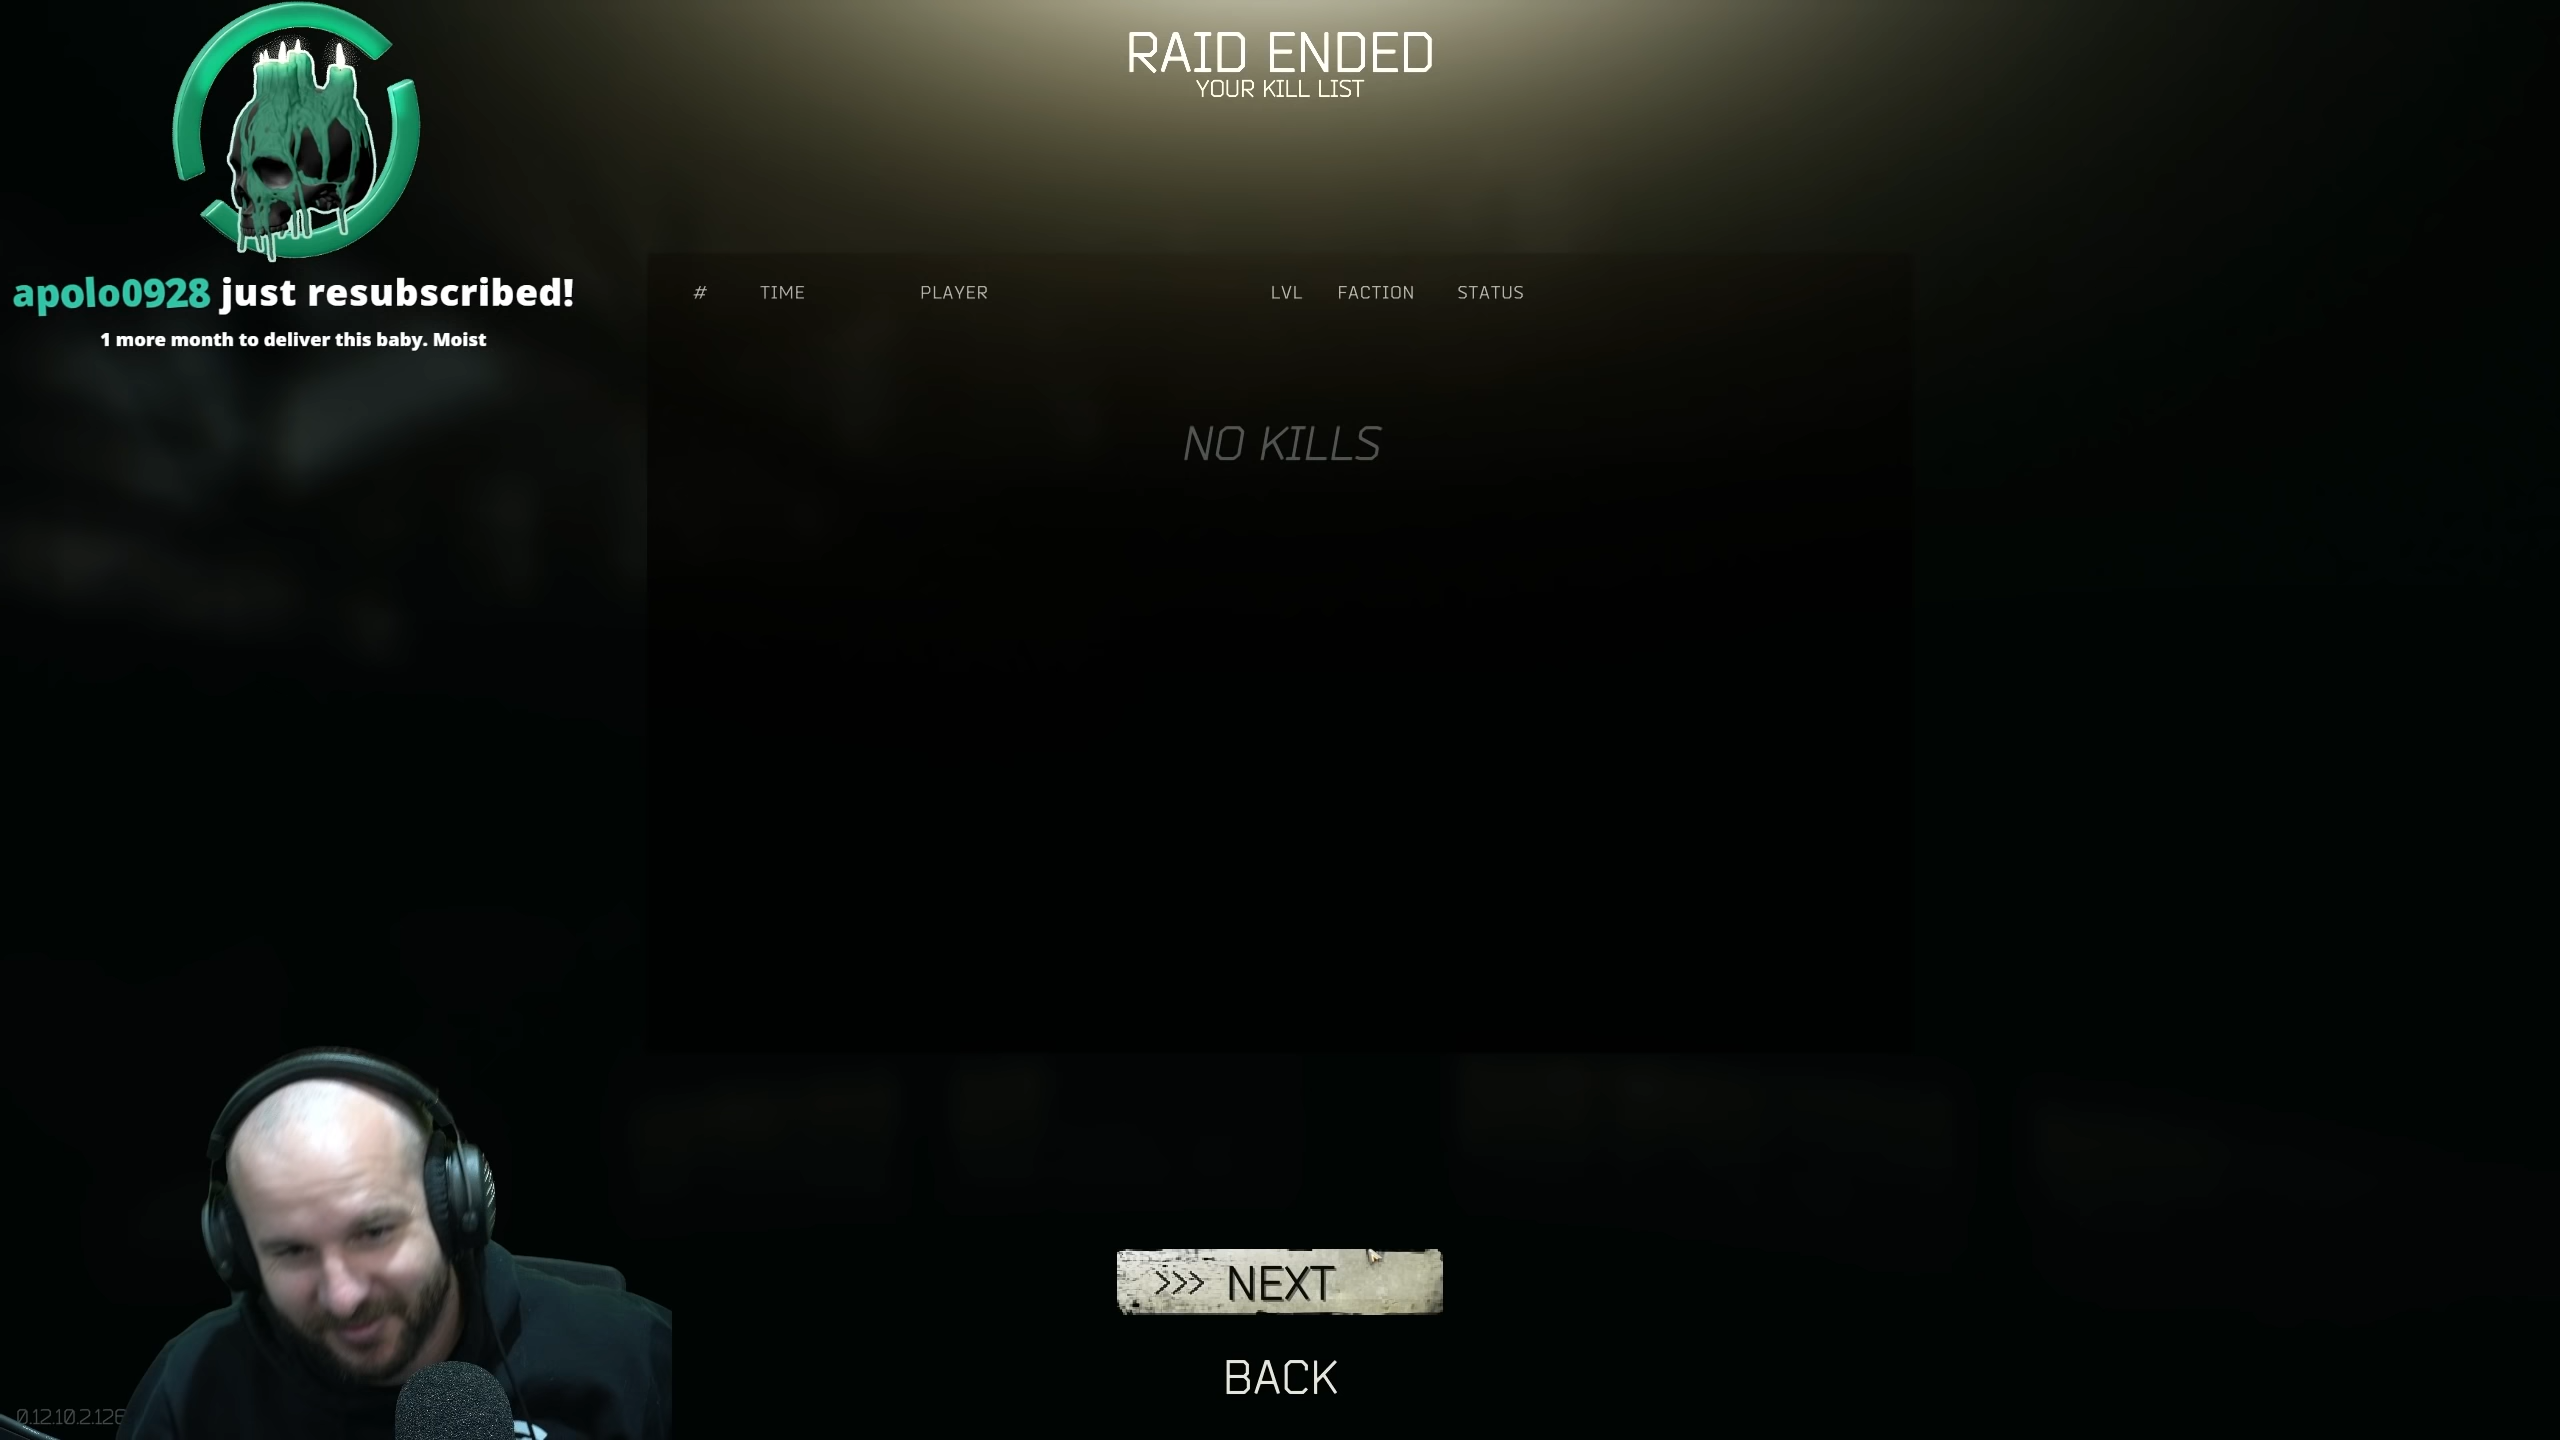 RAID ENDED
YOUR KILL LIST
apolo0928 just resubscribed!
1 more month to deliver this baby. Moist
# TIME PLAYER LVL FACTION STATUS
NO KILLS
>>> NEXT
BACK
0.12.10.2.126